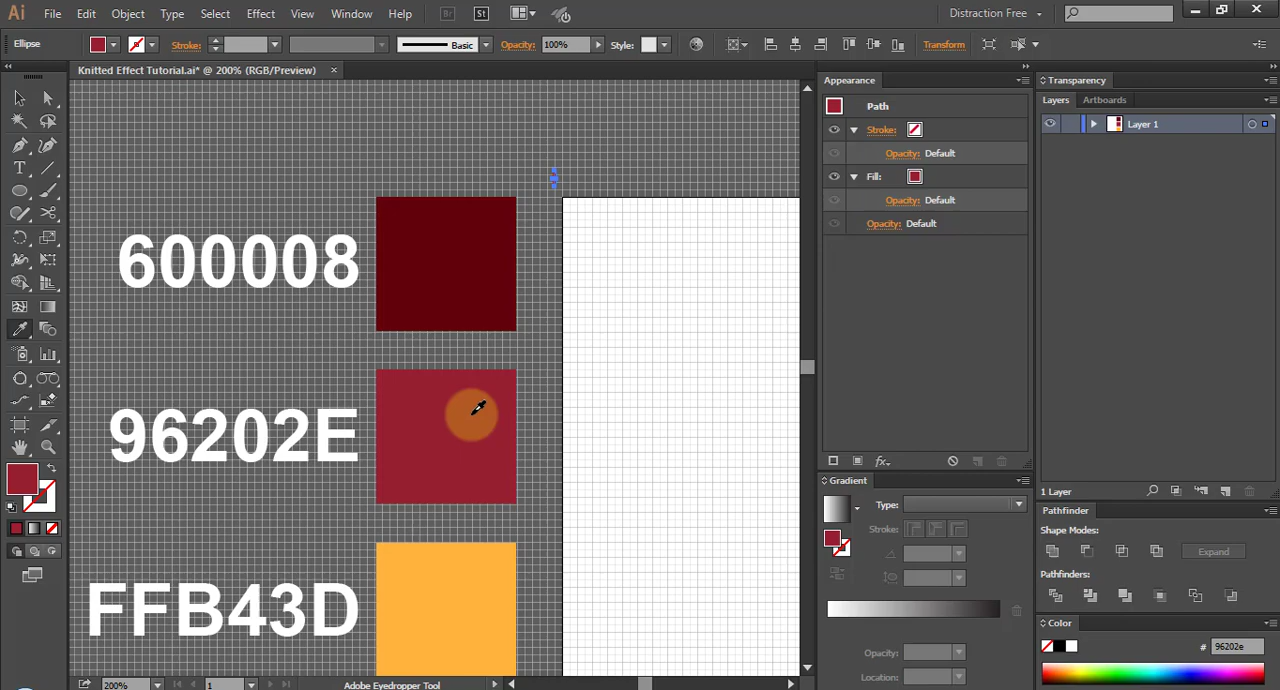 Ai File Edit Object Type Select Effect View Window Help Br St Distraction Free
Ellipse Stroke: Basic Opacity: 100% Style: Transform
Knitted Effect Tutorial.ai* @ 200% (RGB/Preview) ×
Appearance
Path
Stroke:
Opacity: Default
Fill:
Opacity: Default
Opacity: Default
fx
Gradient
Type:
Stroke:
Opacity:
Location:
Transparency
Layers Artboards
Layer 1
1 Layer
Pathfinder
Shape Modes:
Expand
Pathfinders:
Color
# 96202e
600008
96202E
FFB43D
200% 1 Adobe Eyedropper Tool